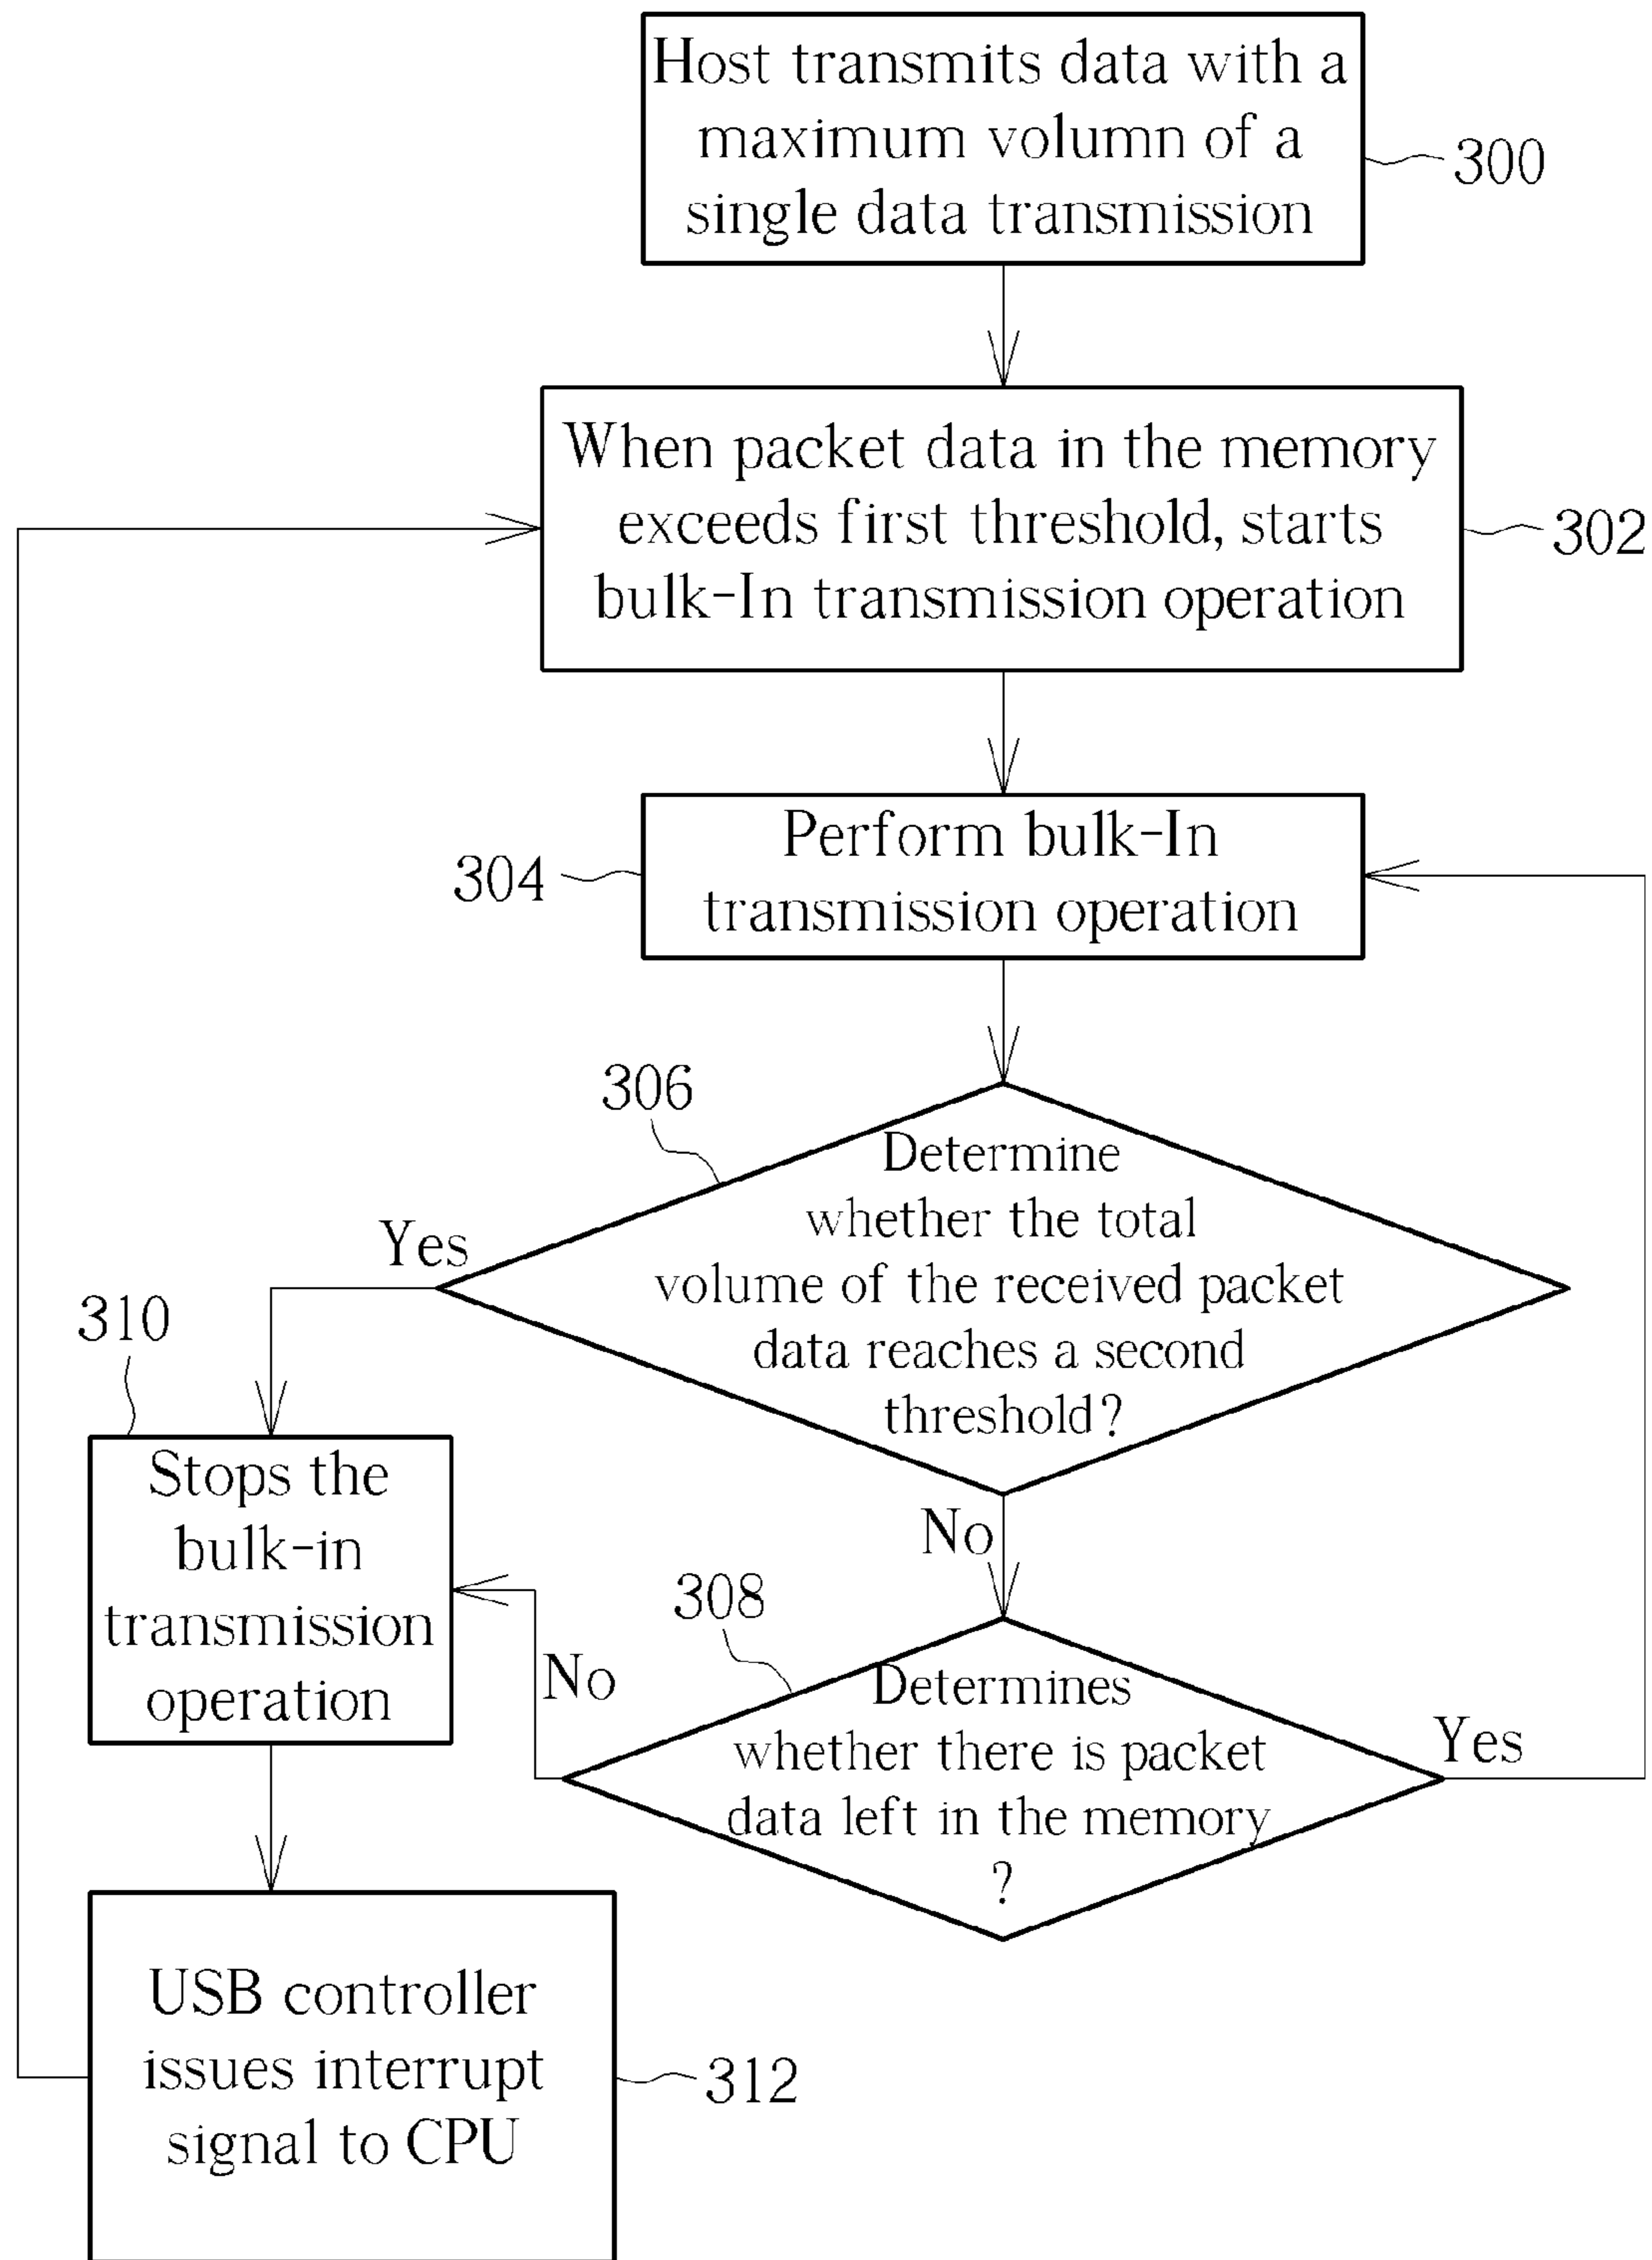 Host transmits data with a
maximum volumn of a
single data transmission
300
When packet data in the memory
exceeds first threshold, starts
bulk-In transmission operation
302
Perform bulk-In
transmission operation
304
306
Determine
whether the total
volume of the received packet
data reaches a second
threshold?
Yes
No
308
Determines
whether there is packet
data left in the memory
?
Yes
No
310
Stops the
bulk-in
transmission
operation
USB controller
issues interrupt
signal to CPU
312